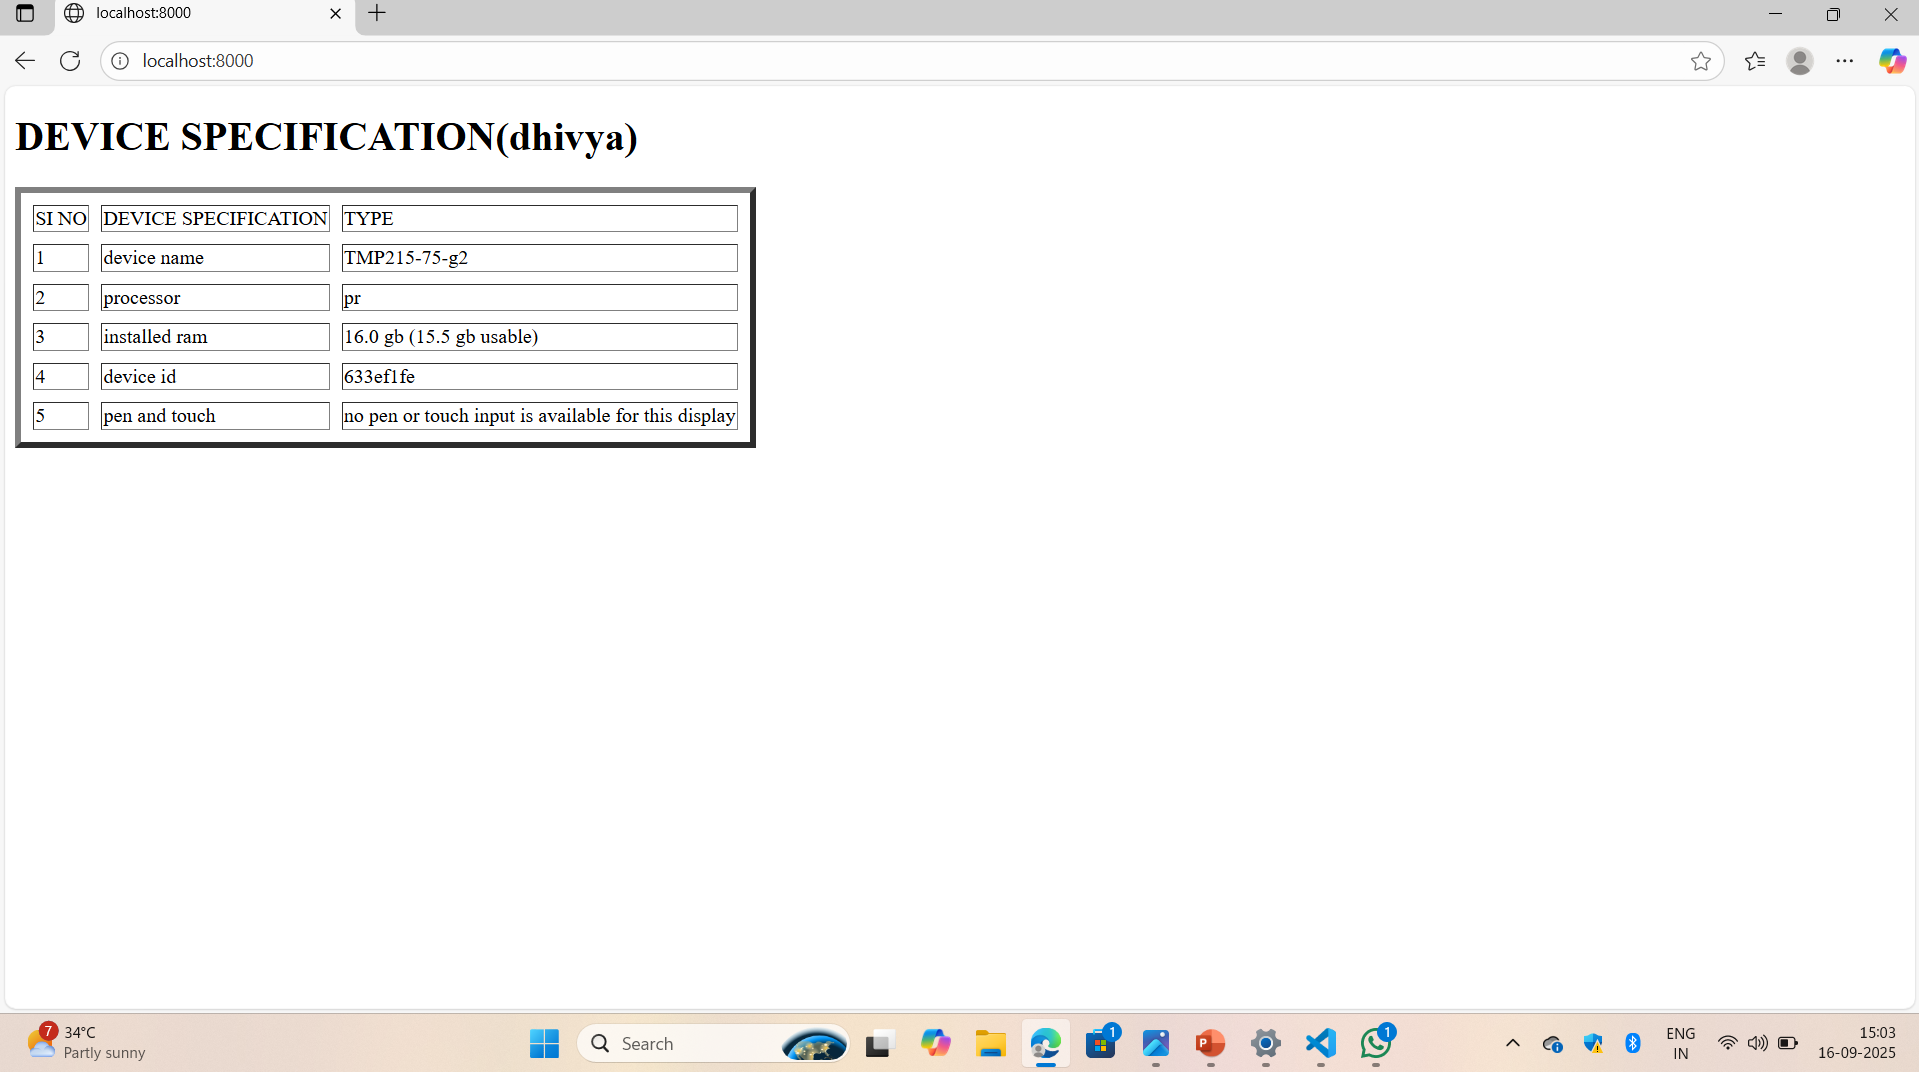 localhost:8000
localhost:8000
DEVICE SPECIFICATION(dhivya)
SI NO DEVICE SPECIFICATION TYPE
1 device name TMP215-75-g2
2 processor pr
3 installed ram 16.0 gb (15.5 gb usable)
4 device id 633ef1fe
5 pen and touch no pen or touch input is available for this display
7
34°C
Partly sunny
Search
1
P
1
ENG
IN
15:03
16-09-2025